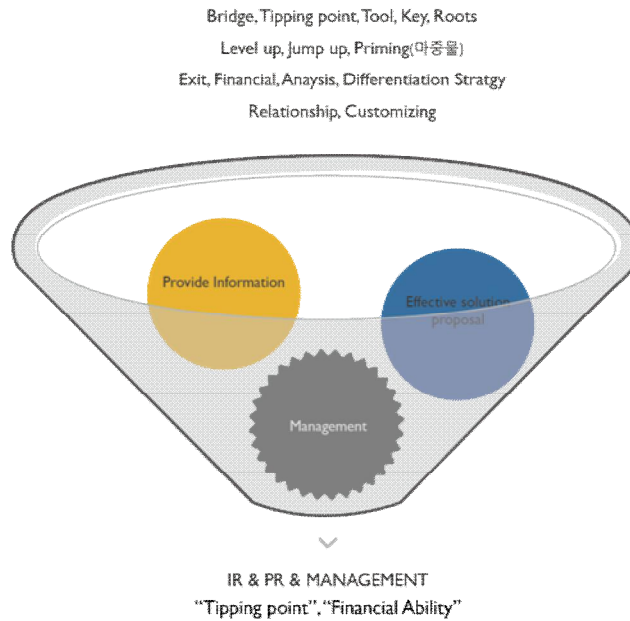 Bridge, Tipping point, Tool, Key, Roots
Level up, Jump up, Priming(마중물)
Exit, Financial, Anaysis, Differentiation Stratgy
Relationship, Customizing
Provide Information
Effective solution
proposal
Management
IR & PR & MANAGEMENT
“Tipping point”, “Financial Ability”